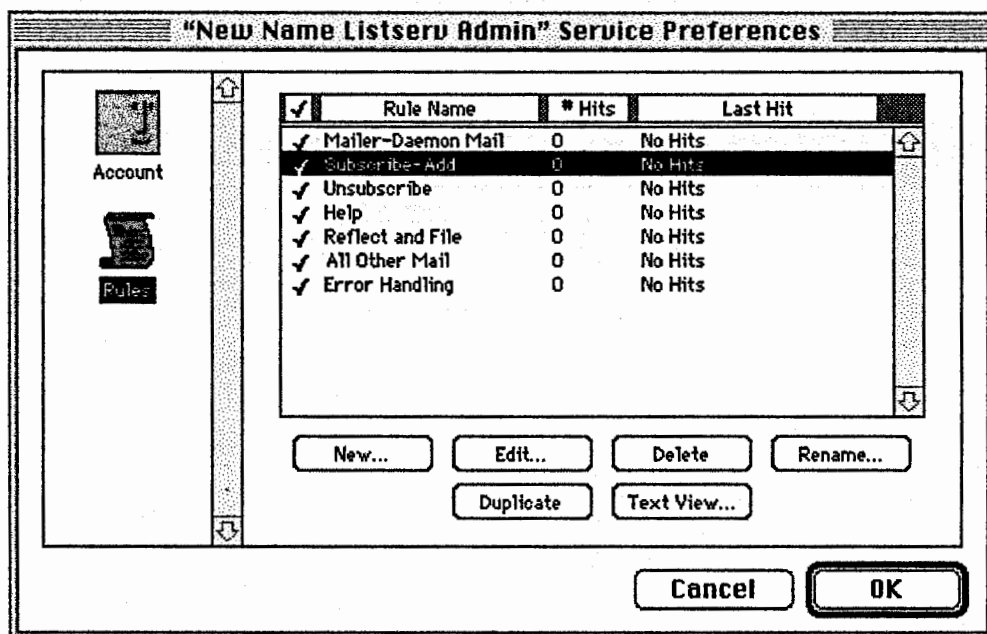 “New Name Listserv Admin” Service Preferences
Account
Rules
✓ Rule Name # Hits Last Hit
✓ Mailer-Daemon Mail 0 No Hits
✓ Subscribe-Add 0 No Hits
✓ Unsubscribe 0 No Hits
✓ Help 0 No Hits
✓ Reflect and File 0 No Hits
✓ All Other Mail 0 No Hits
✓ Error Handling 0 No Hits
New... Edit... Delete Rename...
Duplicate Text View...
Cancel OK